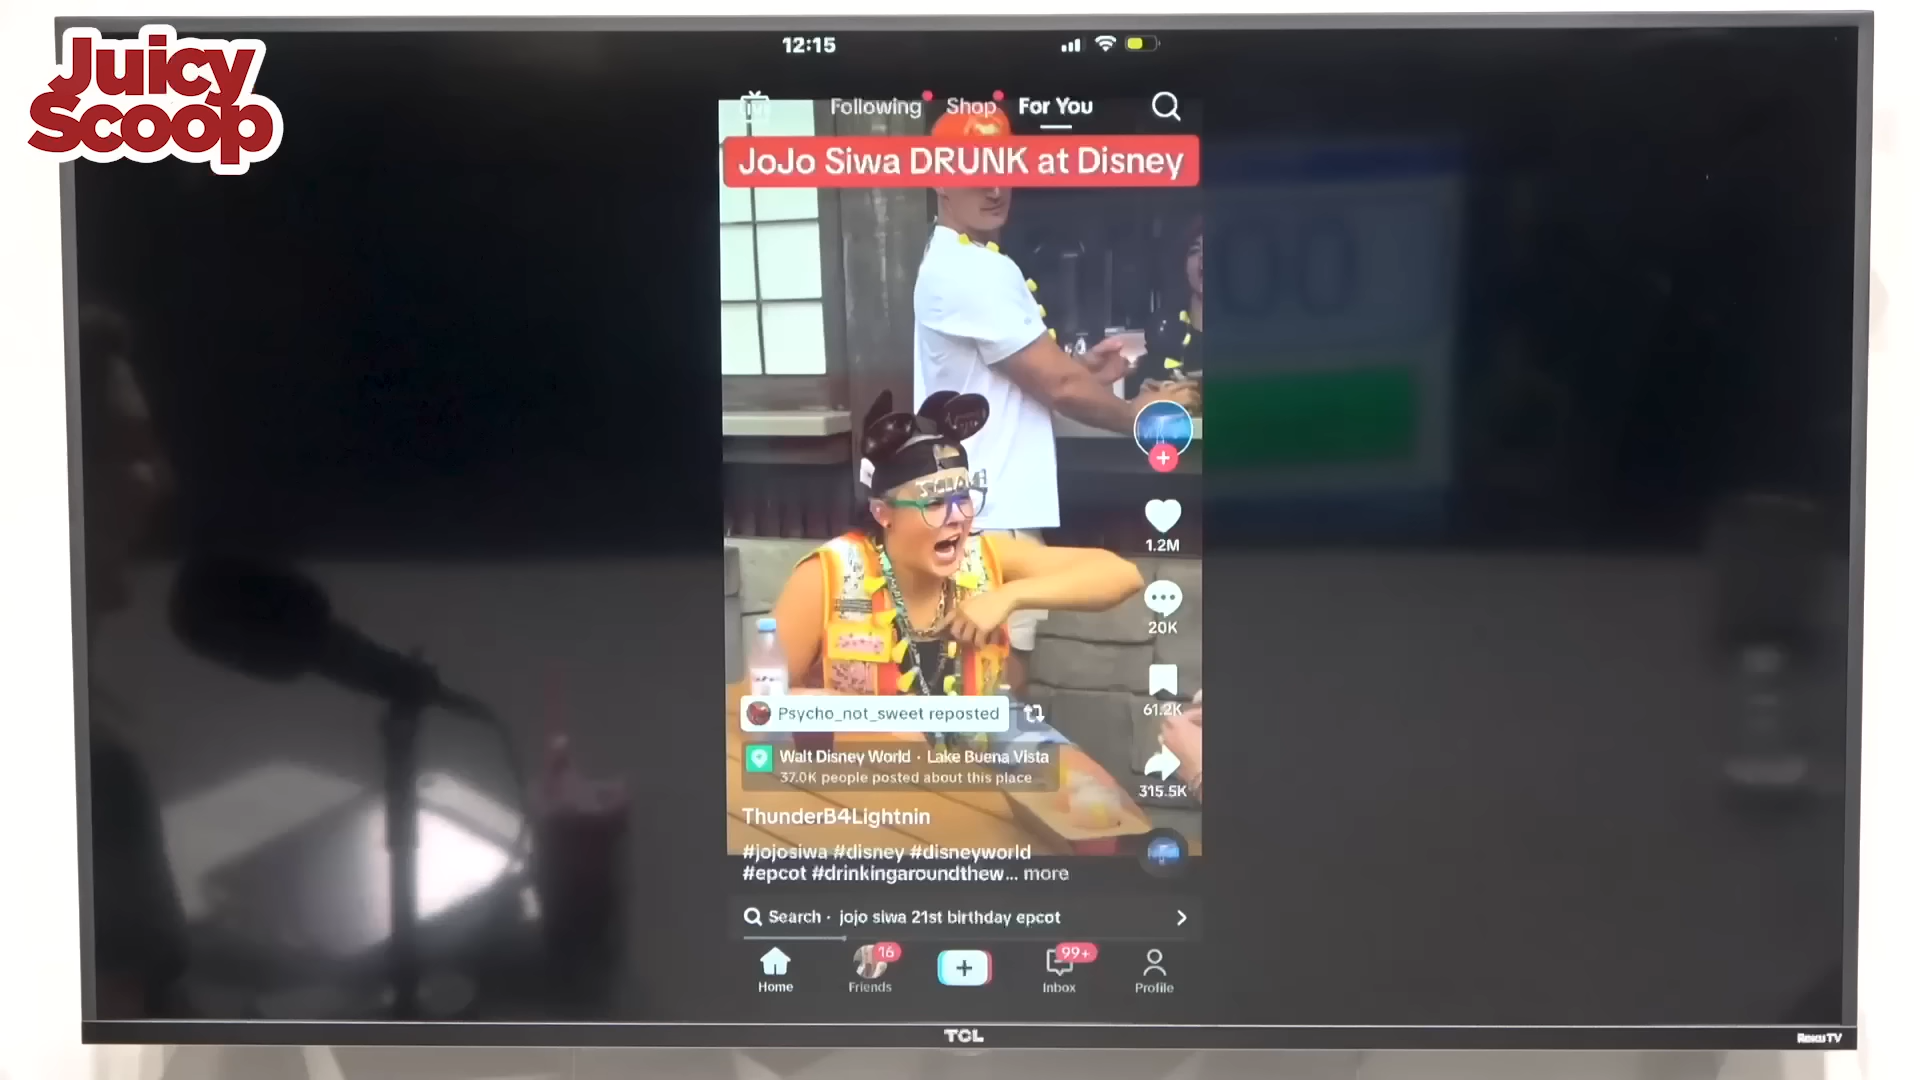 Juicy
Scoop
12:15
Following Shop For You
JoJo Siwa DRUNK at Disney
1.2M
20K
61.2K
315.5K
Psycho_not_sweet reposted
Walt Disney World · Lake Buena Vista
37.0K people posted about this place
ThunderB4Lightnin
#jojosiwa #disney #disneyworld
#epcot #drinkingaroundthew... more
Search · jojo siwa 21st birthday epcot
16
99+
Home
Friends
Inbox
Profile
TCL
Roku TV